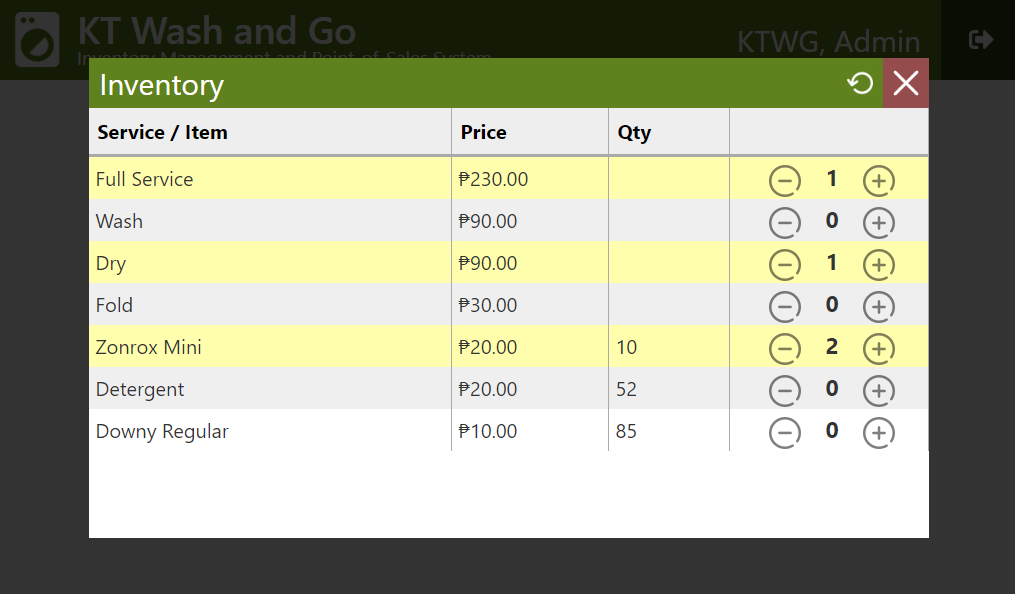 KT Wash and Go
Inventory Management and Point-of-Sales System
KTWG, Admin
Inventory
Service / Item Price Qty
Full Service ₱230.00 1
Wash ₱90.00 0
Dry ₱90.00 1
Fold ₱30.00 0
Zonrox Mini ₱20.00 10 2
Detergent ₱20.00 52 0
Downy Regular ₱10.00 85 0